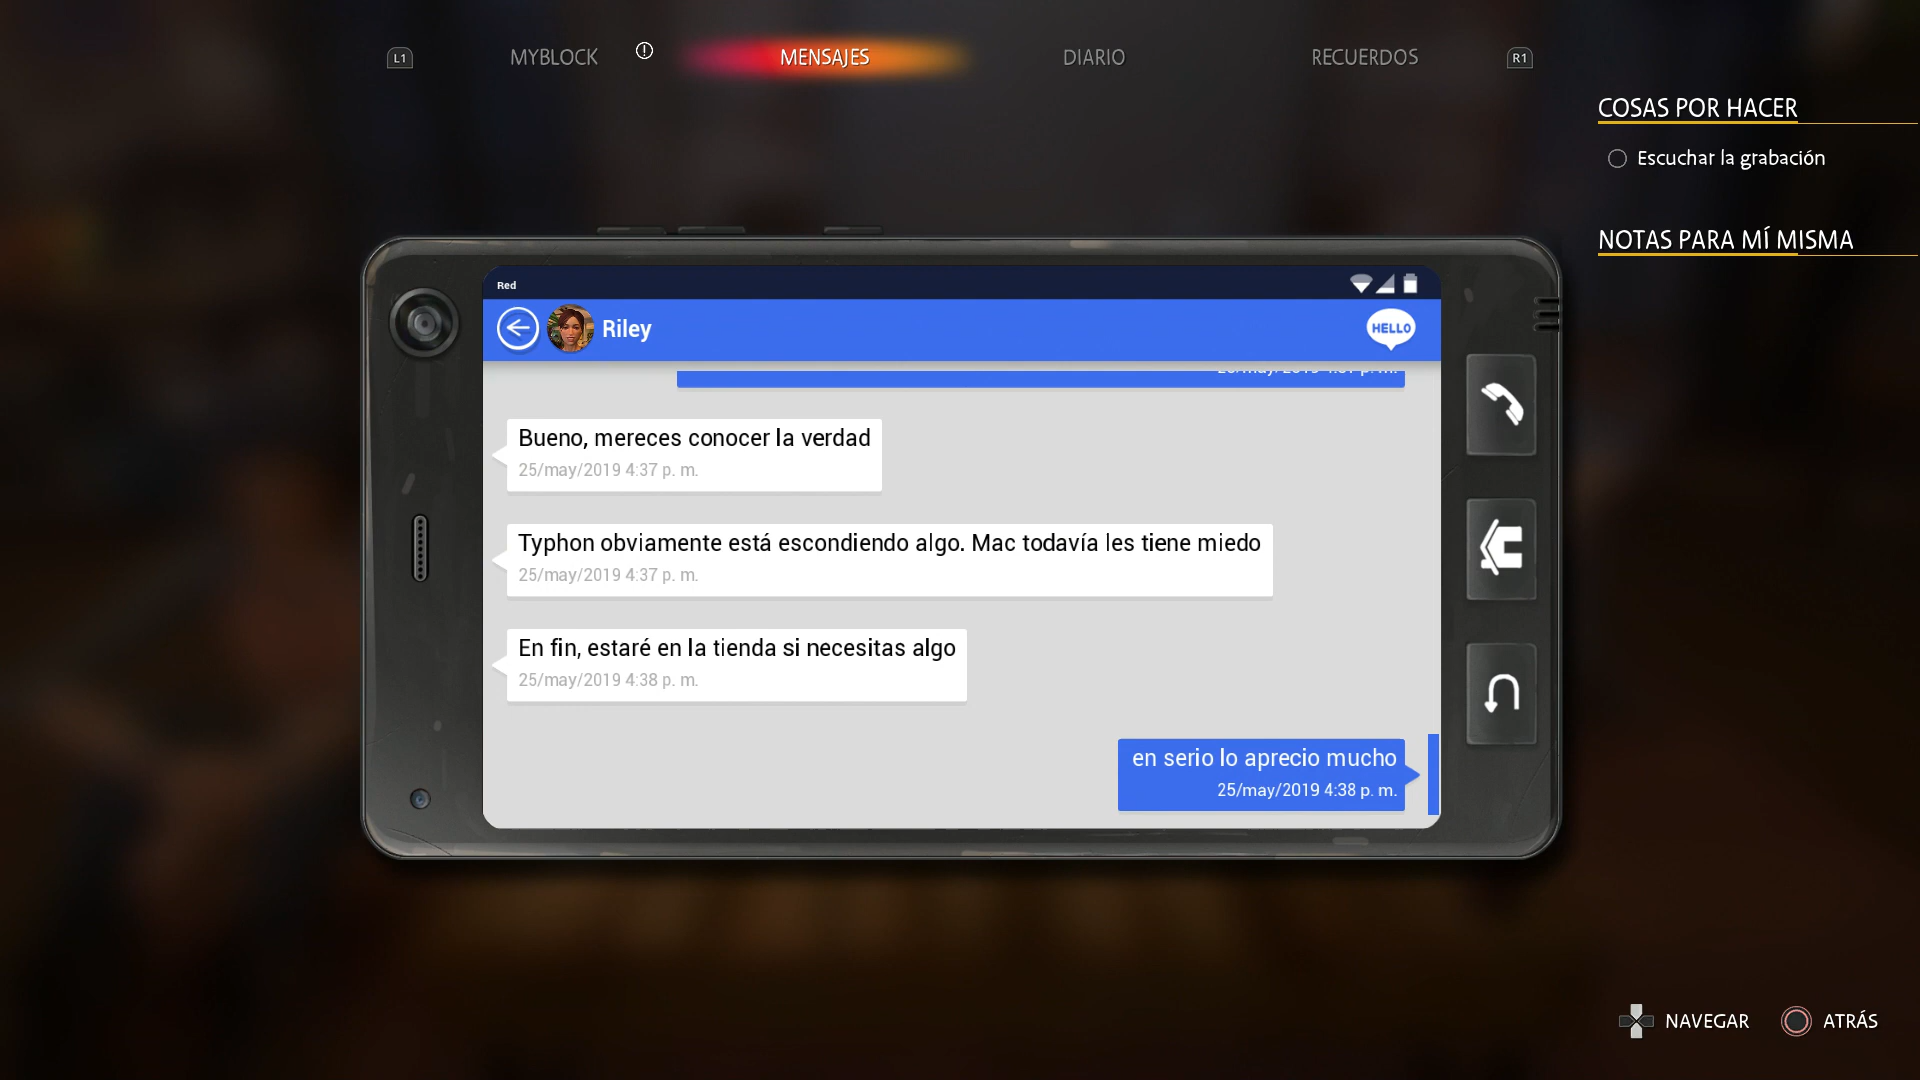 L1
MYBLOCK
MENSAJES
DIARIO
RECUERDOS
R1
COSAS POR HACER
Escuchar la grabación
NOTAS PARA MÍ MISMA
Red
Riley
HELLO
Bueno, mereces conocer la verdad
25/may/2019 4:37 p. m.
Typhon obviamente está escondiendo algo. Mac todavía les tiene miedo
25/may/2019 4:37 p. m.
En fin, estaré en la tienda si necesitas algo
25/may/2019 4:38 p. m.
en serio lo aprecio mucho
25/may/2019 4:38 p. m.
NAVEGAR
ATRÁS